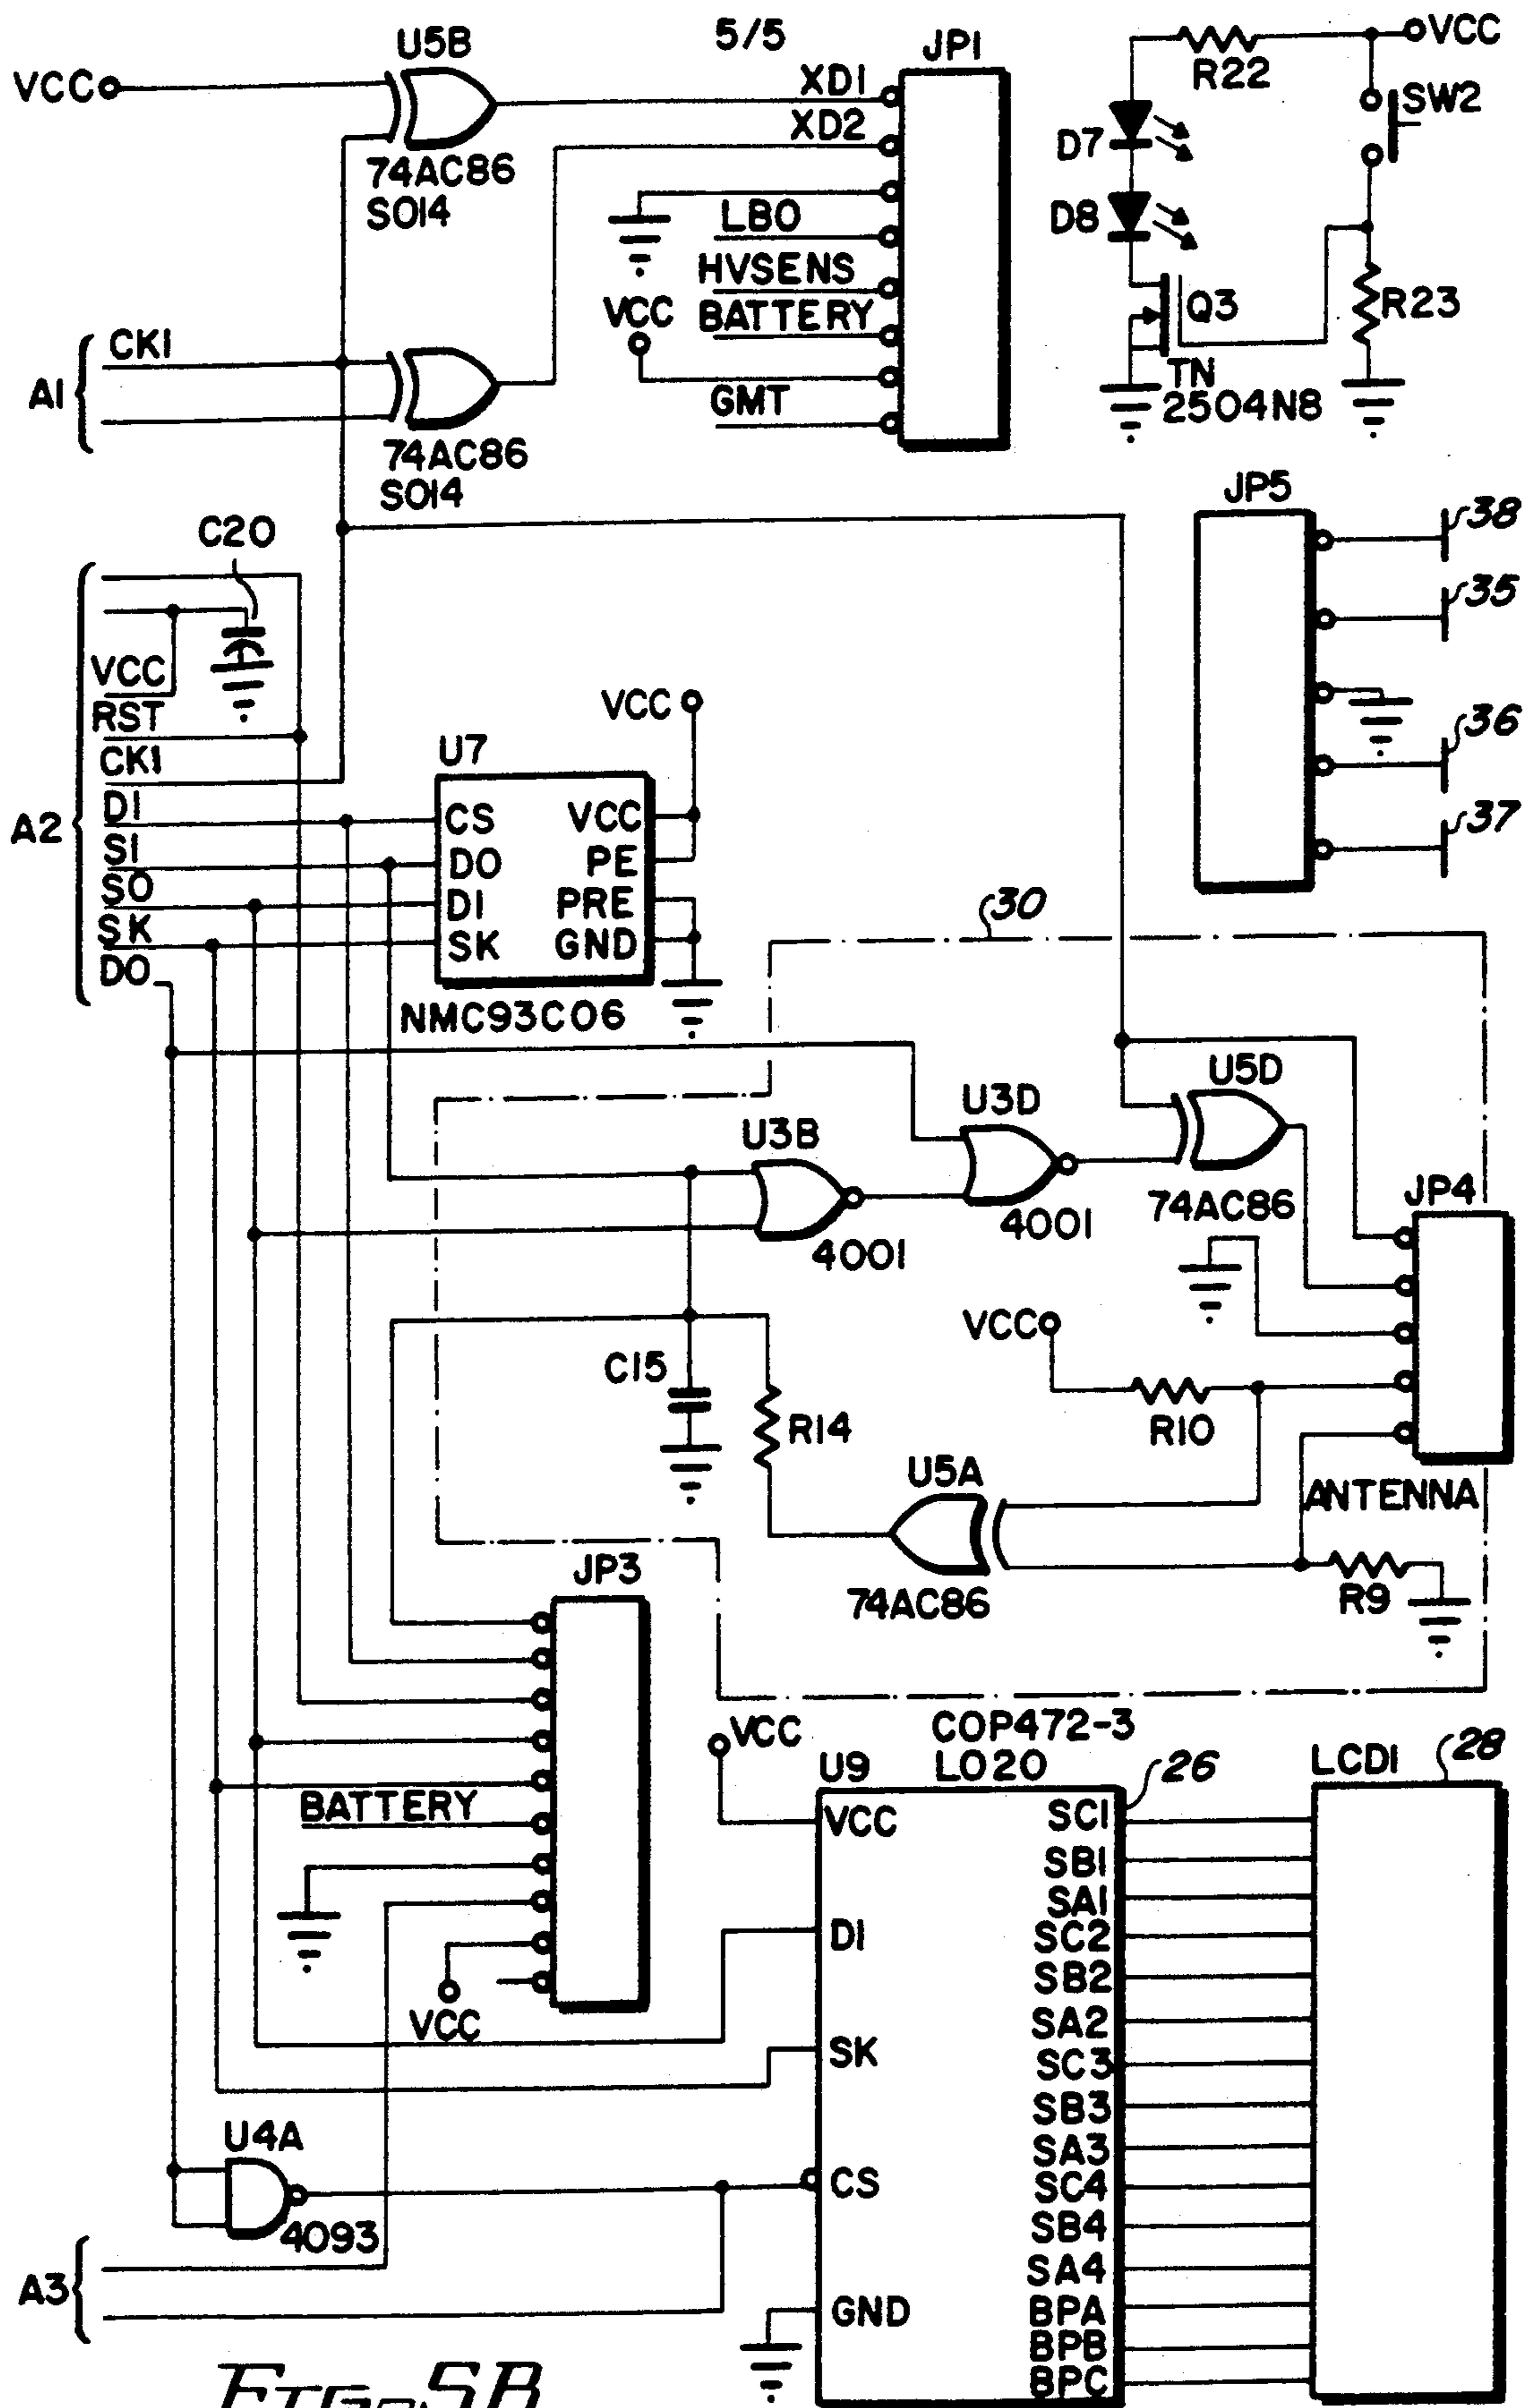 5/5
U5B
JP1
VCC
R22
VCC
XD1
XD2
SW2
D7
74AC86
SO14
D8
LBO
HVSENS
VCC
BATTERY
Q3
R23
A1
CK1
GMT
TN
2504N8
74AC86
SO14
JP5
38
C20
35
VCC
RST
VCC
36
CK1
U7
DI
CS
VCC
A2
37
SI
DO
PE
SO
DI
PRE
SK
SK
GND
30
DO
NMC93C06
U5D
U3D
U3B
74AC86
JP4
4001
4001
VCC
C15
R14
R10
U5A
ANTENNA
JP3
74AC86
R9
VCC
COP472-3
U9
LO20
26
LCD1
28
BATTERY
VCC
SC1
SB1
SA1
DI
SC2
SB2
VCC
SA2
SK
SC3
SB3
U4A
SA3
CS
SC4
4093
SB4
A3
SA4
GND
BPA
BPB
BPC
FIG-5B